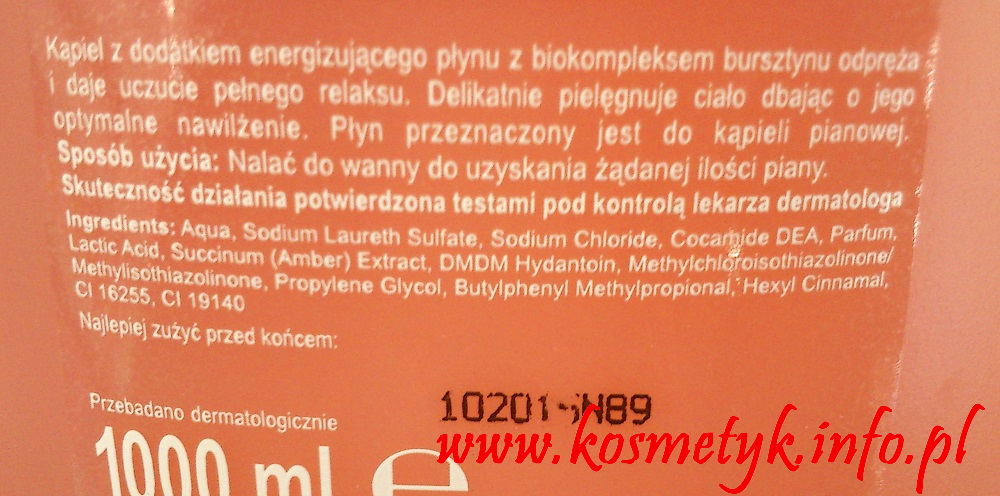 Kąpiel z dodatkiem energizującego płynu z biokompleksem bursztynu odpręża
i daje uczucie pełnego relaksu. Delikatnie pielęgnuje ciało dbając o jego
optymalne nawilżenie. Płyn przeznaczony jest do kąpieli pianowej.
Sposób użycia: Nalać do wanny do uzyskania żądanej ilości piany.
Skuteczność działania potwierdzona testami pod kontrolą lekarza dermatologa
Ingredients: Aqua, Sodium Laureth Sulfate, Sodium Chloride, Cocamide DEA, Parfum,
Lactic Acid, Succinum (Amber) Extract, DMDM Hydantoin, Methylchloroisothiazolinone/
Methylisothiazolinone, Propylene Glycol, Butylphenyl Methylpropional, Hexyl Cinnamal,
CI 16255, CI 19140
Najlepiej zużyć przed końcem:
Przebadano dermatologicznie
1000 ml e
www.kosmetyk.info.pl